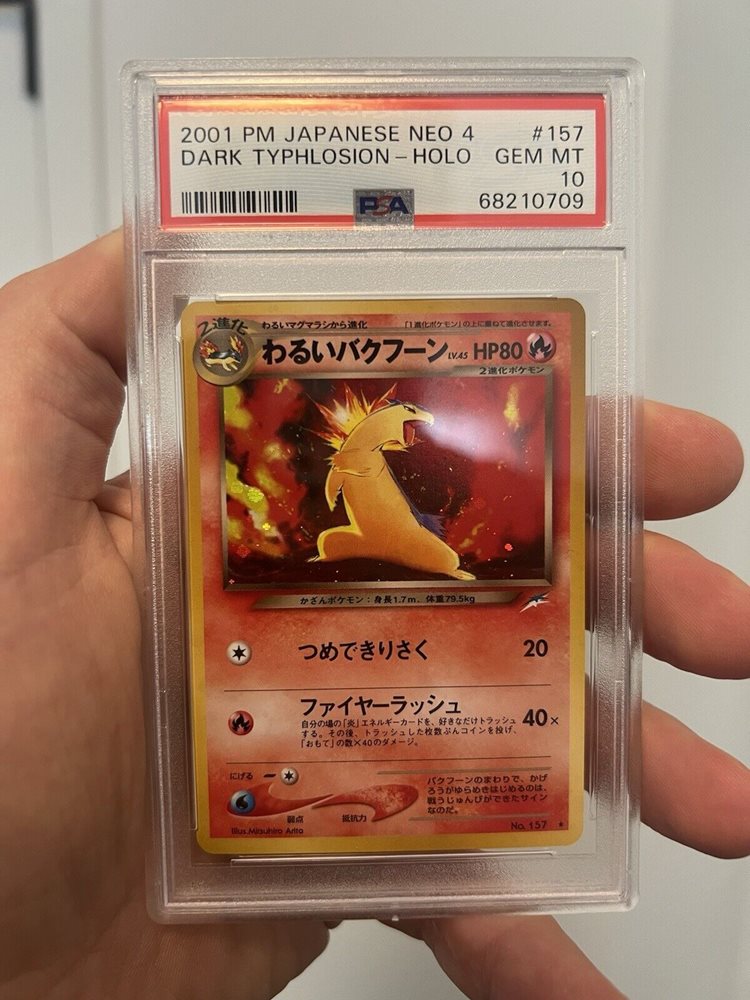 2001 PM JAPANESE NEO 4 #157
DARK TYPHLOSION - HOLO GEM MT
10
PSA 68210709
2進化
わるいマグマラシから進化 「1進化ポケモン」の上に重ねて進化させます。
わるいバクフーン LV.45 HP80
2進化ポケモン
かざんポケモン：身長1.7m、体重79.5kg
つめできりさく 20
ファイヤーラッシュ 40×
自分の場の「炎」エネルギーカードを、好きなだけトラッシュ
する。その後、トラッシュした枚数ぶんコインを投げ、
「おもて」の数×40のダメージ。
にげる
弱点 抵抗力
バクフーンのまわりで、かげ
ろうがゆらめきはじめるのは、
戦うじゅんびができたサイン
なのだ。
Illus.Mitsuhiro Arita No. 157 ★